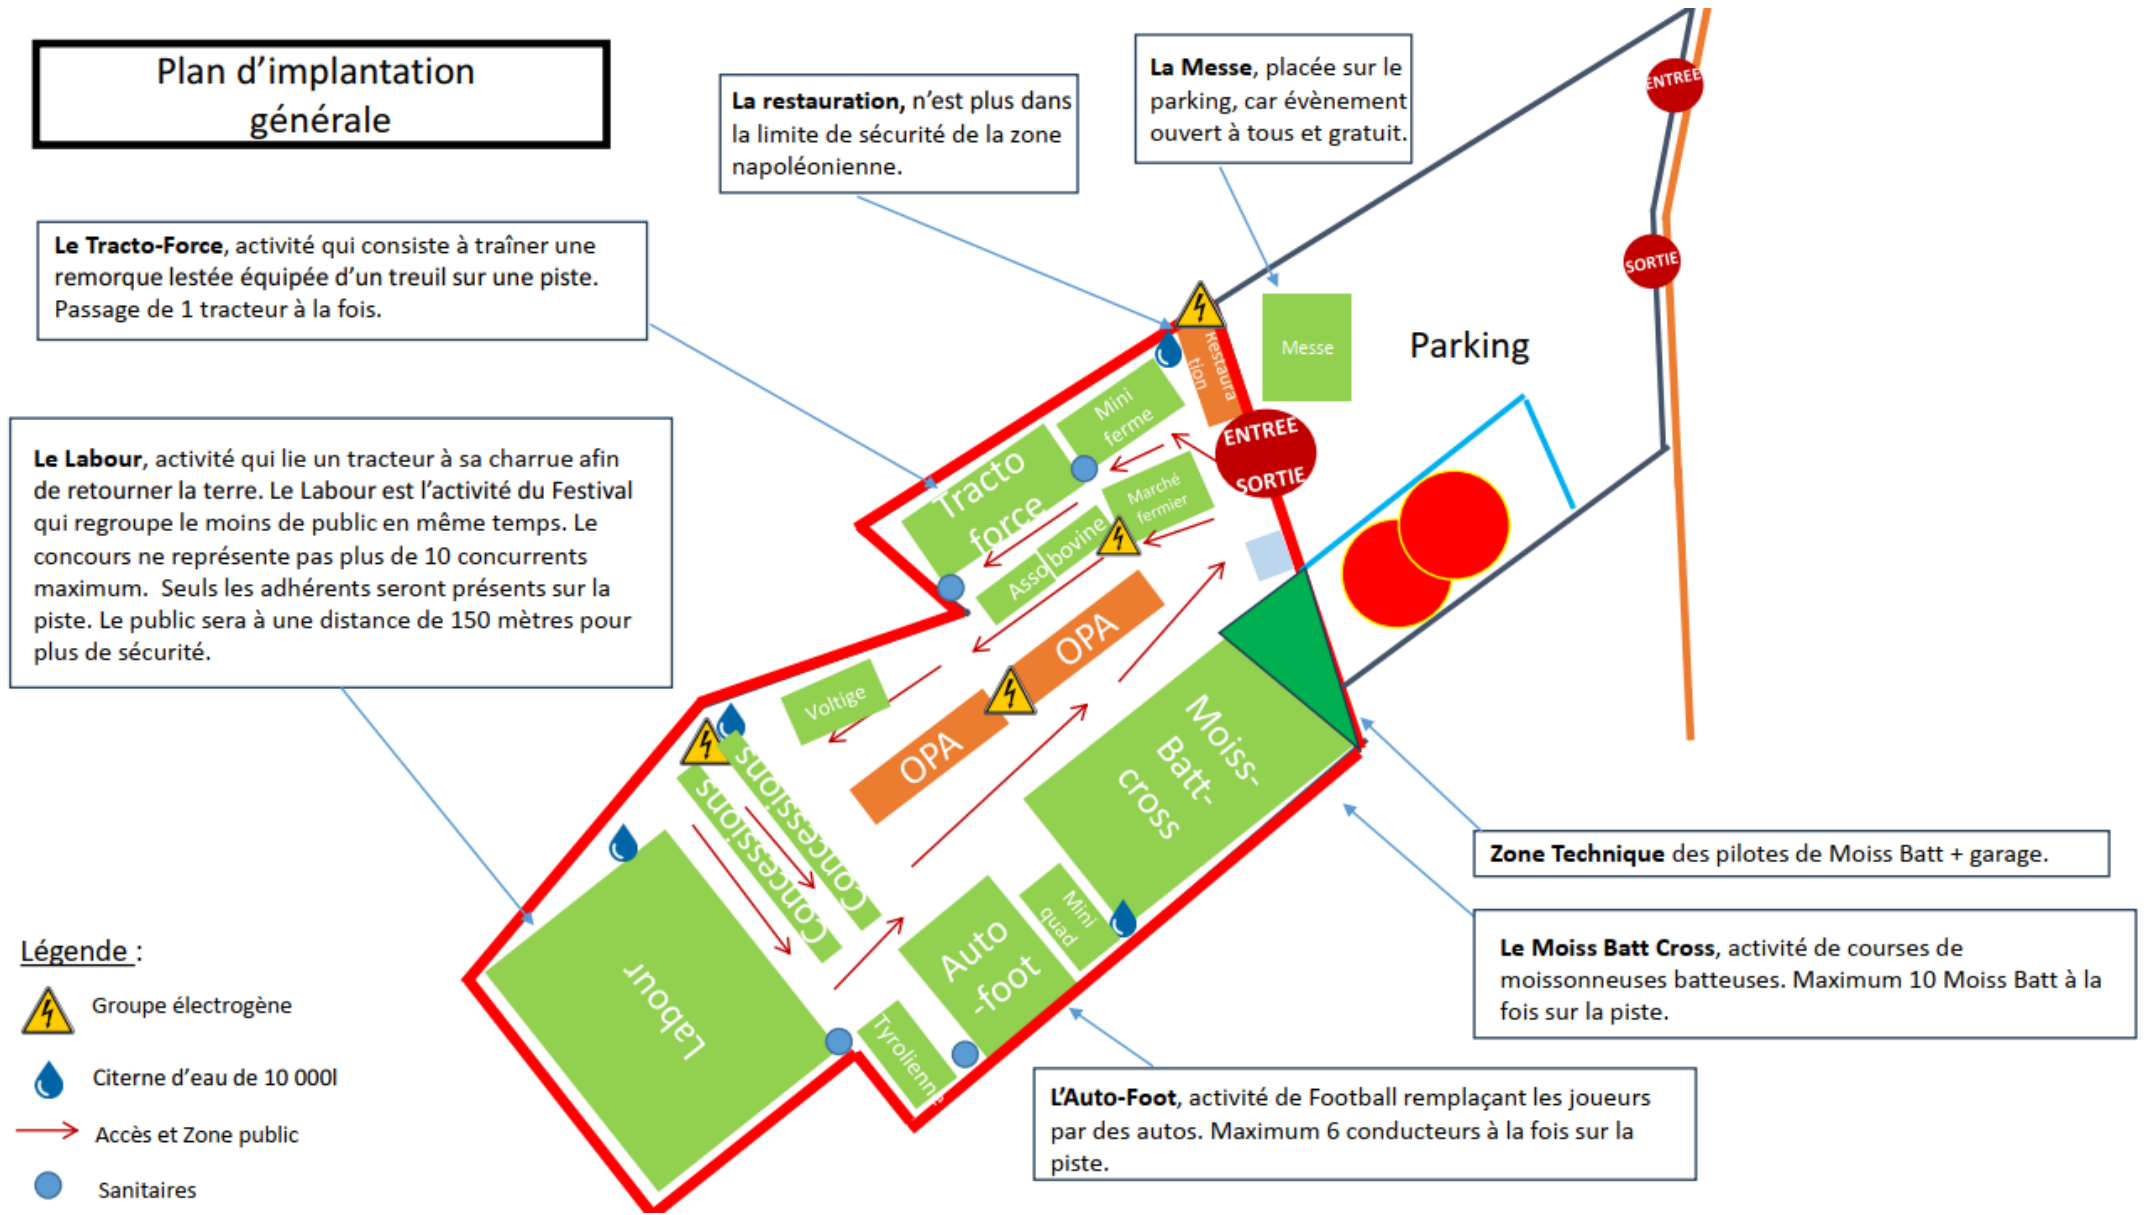 Plan d’implantation
générale
La restauration, n’est plus dans
la limite de sécurité de la zone
napoléonienne.
La Messe, placée sur le
parking, car évènement
ouvert à tous et gratuit.
ENTREE
SORTIE
Le Tracto-Force, activité qui consiste à traîner une
remorque lestée équipée d’un treuil sur une piste.
Passage de 1 tracteur à la fois.
Le Labour, activité qui lie un tracteur à sa charrue afin
de retourner la terre. Le Labour est l’activité du Festival
qui regroupe le moins de public en même temps. Le
concours ne représente pas plus de 10 concurrents
maximum. Seuls les adhérents seront présents sur la
piste. Le public sera à une distance de 150 mètres pour
plus de sécurité.
Restaura
tion
Messe
Parking
Mini
ferme
ENTREE
SORTIE
Tracto
force
Marché
fermier
Asso
bovine
OPA
Voltige
OPA
Moiss-
Batt-
cross
Concessions
Concessions
Mini
quad
Auto
-foot
Labour
Tyrolienne
Zone Technique des pilotes de Moiss Batt + garage.
Le Moiss Batt Cross, activité de courses de
moissonneuses batteuses. Maximum 10 Moiss Batt à la
fois sur la piste.
L’Auto-Foot, activité de Football remplaçant les joueurs
par des autos. Maximum 6 conducteurs à la fois sur la
piste.
Légende :
Groupe électrogène
Citerne d’eau de 10 000l
Accès et Zone public
Sanitaires